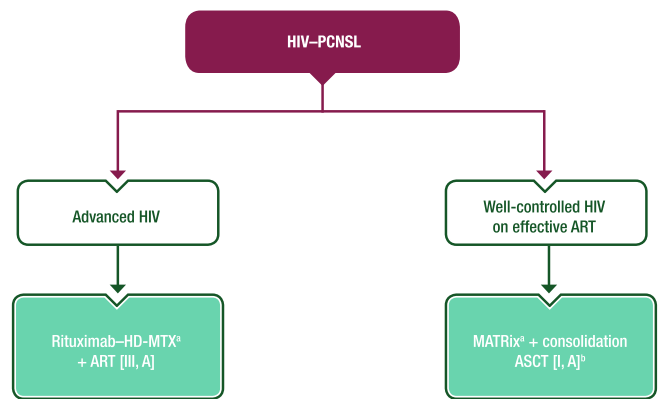 HIV–PCNSL
Advanced HIV
Well-controlled HIV
on effective ART
Rituximab–HD-MTXᵃ
+ ART [III, A]
MATRixᵃ + consolidation
ASCT [I, A]ᵇ